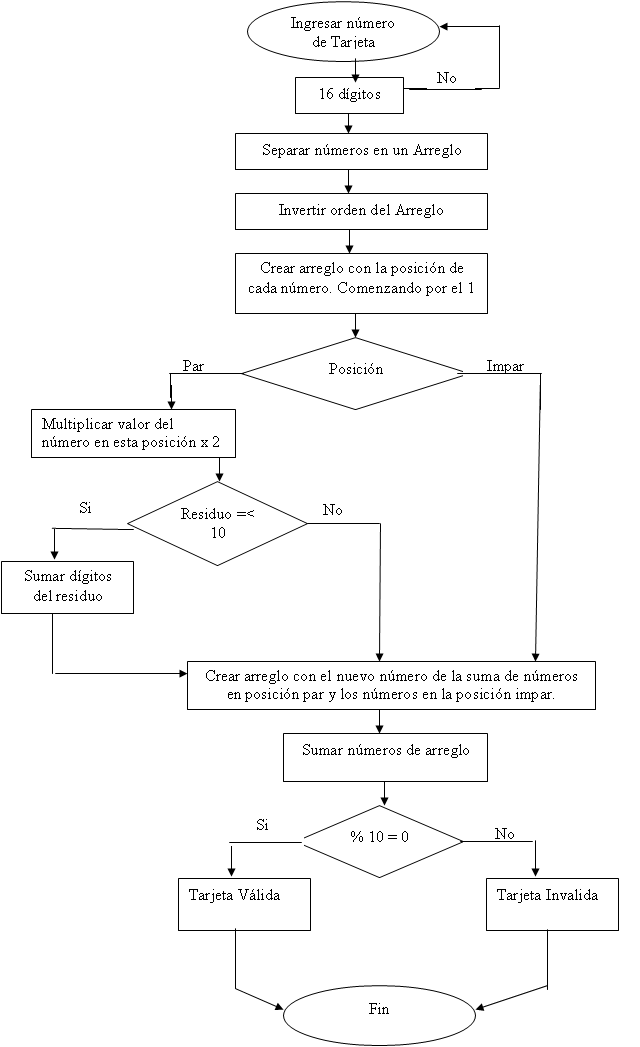 Ingresar número
de Tarjeta
No
16 dígitos
Separar números en un Arreglo
Invertir orden del Arreglo
Crear arreglo con la posición de
cada número. Comenzando por el 1
Par
Posición
Impar
Multiplicar valor del
número en esta posición x 2
Si
Residuo =<
10
No
Sumar dígitos
del residuo
Crear arreglo con el nuevo número de la suma de números
en posición par y los números en la posición impar.
Sumar números de arreglo
Si
% 10 = 0
No
Tarjeta Válida
Tarjeta Invalida
Fin